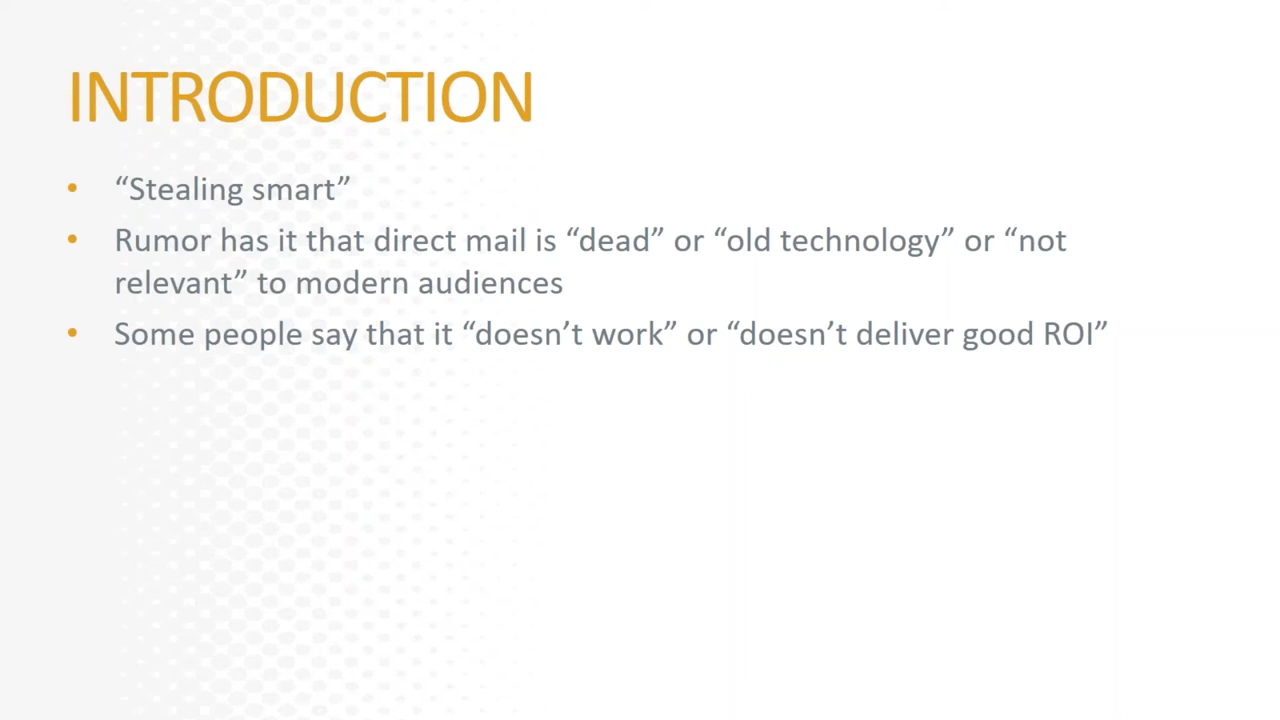 INTRODUCTION
• “Stealing smart”
• Rumor has it that direct mail is “dead” or “old technology” or “not
relevant” to modern audiences
• Some people say that it “doesn’t work” or “doesn’t deliver good ROI”